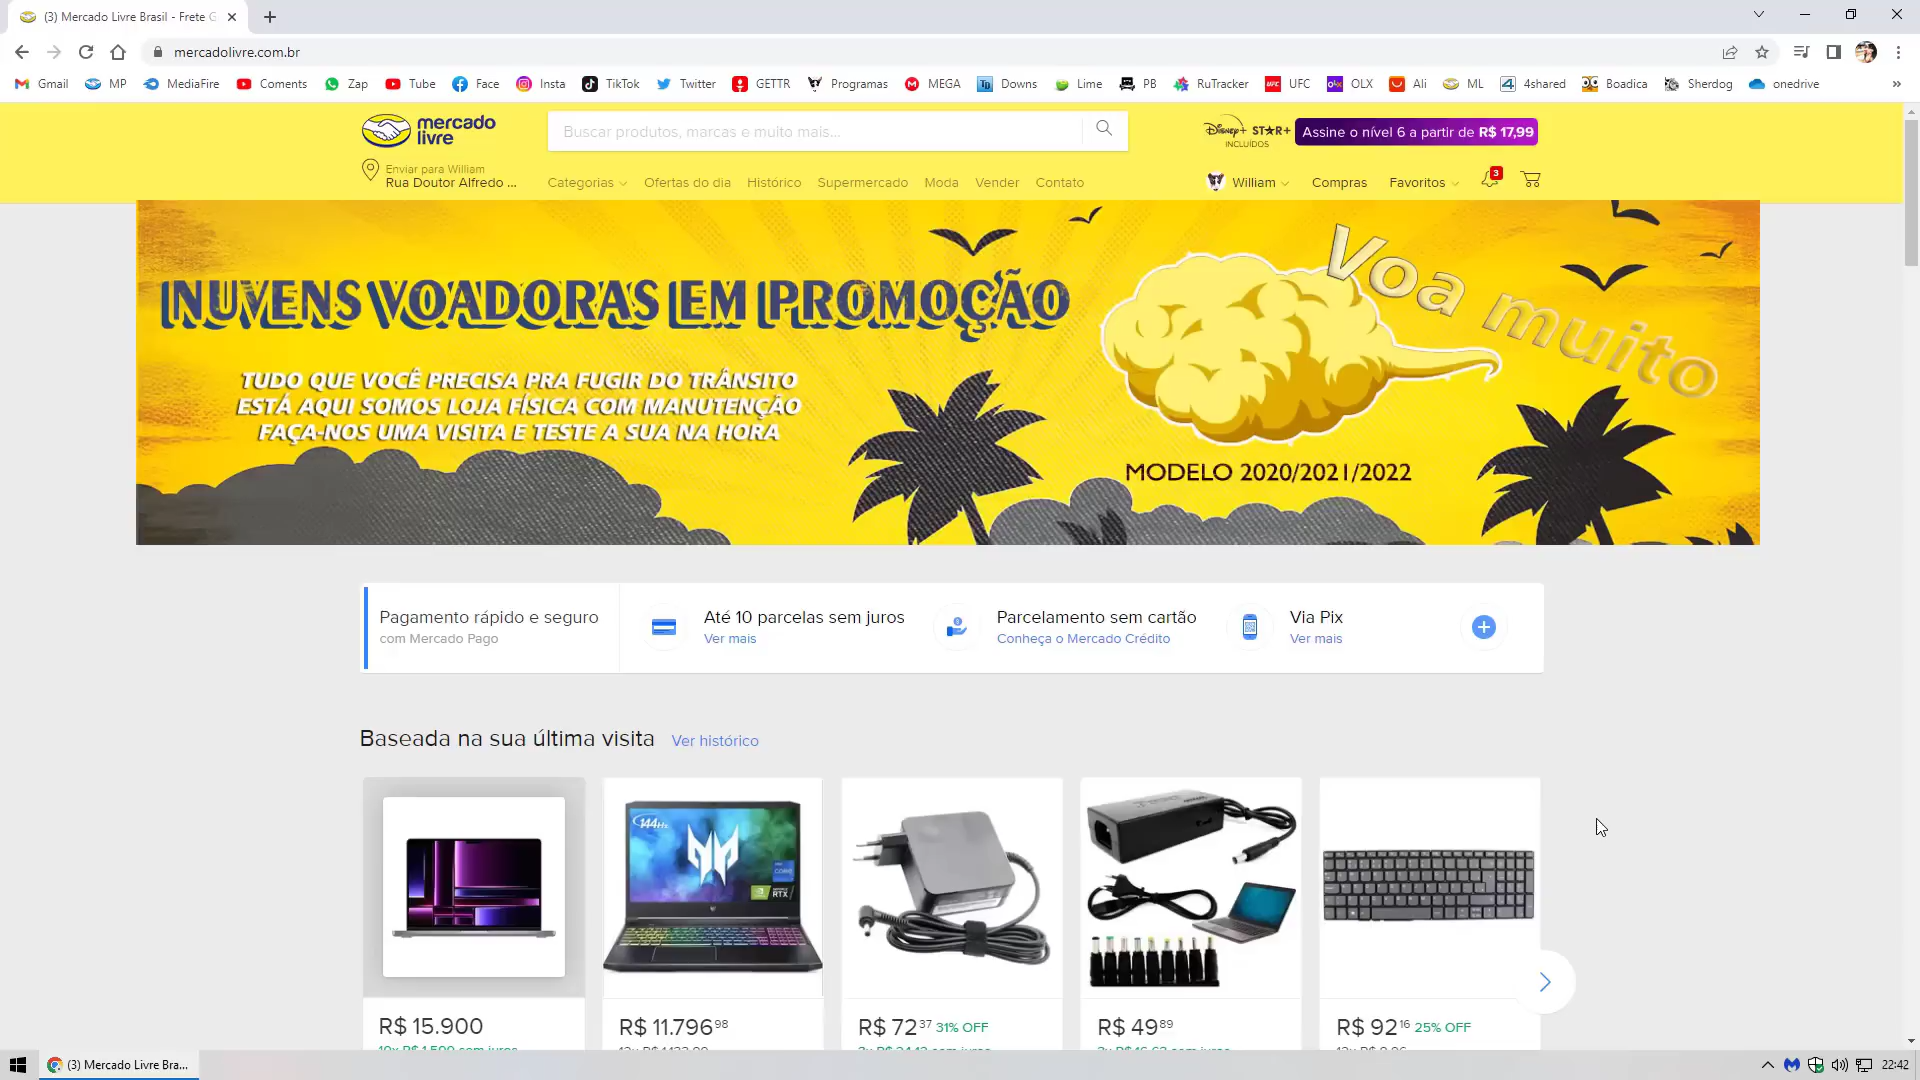 (3) Mercado Livre Brasil - Frete G
mercadolivre.com.br
Gmail MP MediaFire Coments Zap Tube Face Insta TikTok Twitter GETTR Programas MEGA Downs Lime PB RuTracker UFC OLX Ali ML 4shared Boadica Sherdog onedrive »
mercado
livre
Buscar produtos, marcas e muito mais...
Disney+ STAR+
INCLUÍDOS
Assine o nível 6 a partir de R$ 17,99
Enviar para William
Rua Doutor Alfredo ...
Categorias Ofertas do dia Histórico Supermercado Moda Vender Contato
William Compras Favoritos 3
NUVENS VOADORAS EM PROMOÇÃO
Voa muito
TUDO QUE VOCÊ PRECISA PRA FUGIR DO TRÂNSITO
ESTÁ AQUI SOMOS LOJA FÍSICA COM MANUTENÇÃO
FAÇA-NOS UMA VISITA E TESTE A SUA NA HORA
MODELO 2020/2021/2022
Pagamento rápido e seguro
com Mercado Pago
Até 10 parcelas sem juros
Ver mais
Parcelamento sem cartão
Conheça o Mercado Crédito
Via Pix
Ver mais
Baseada na sua última visita Ver histórico
144Hz
RTX
R$ 15.900
R$ 11.796 98
R$ 72 37 31% OFF
R$ 49 89
R$ 92 16 25% OFF
(3) Mercado Livre Bra...
22:42